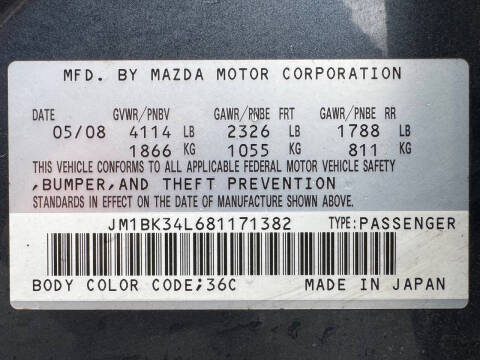 MFD. BY MAZDA MOTOR CORPORATION
DATE GVWR/PNBV GAWR/PNBE FRT GAWR/PNBE RR
05/08 4114 LB 2326 LB 1788 LB
1866 KG 1055 KG 811 KG
THIS VEHICLE CONFORMS TO ALL APPLICABLE FEDERAL MOTOR VEHICLE SAFETY
,BUMPER,AND THEFT PREVENTION
STANDARDS IN EFFECT ON THE DATE OF MANUFACTURE SHOWN ABOVE.
JM1BK34L681171382 TYPE:PASSENGER
BODY COLOR CODE;36C MADE IN JAPAN